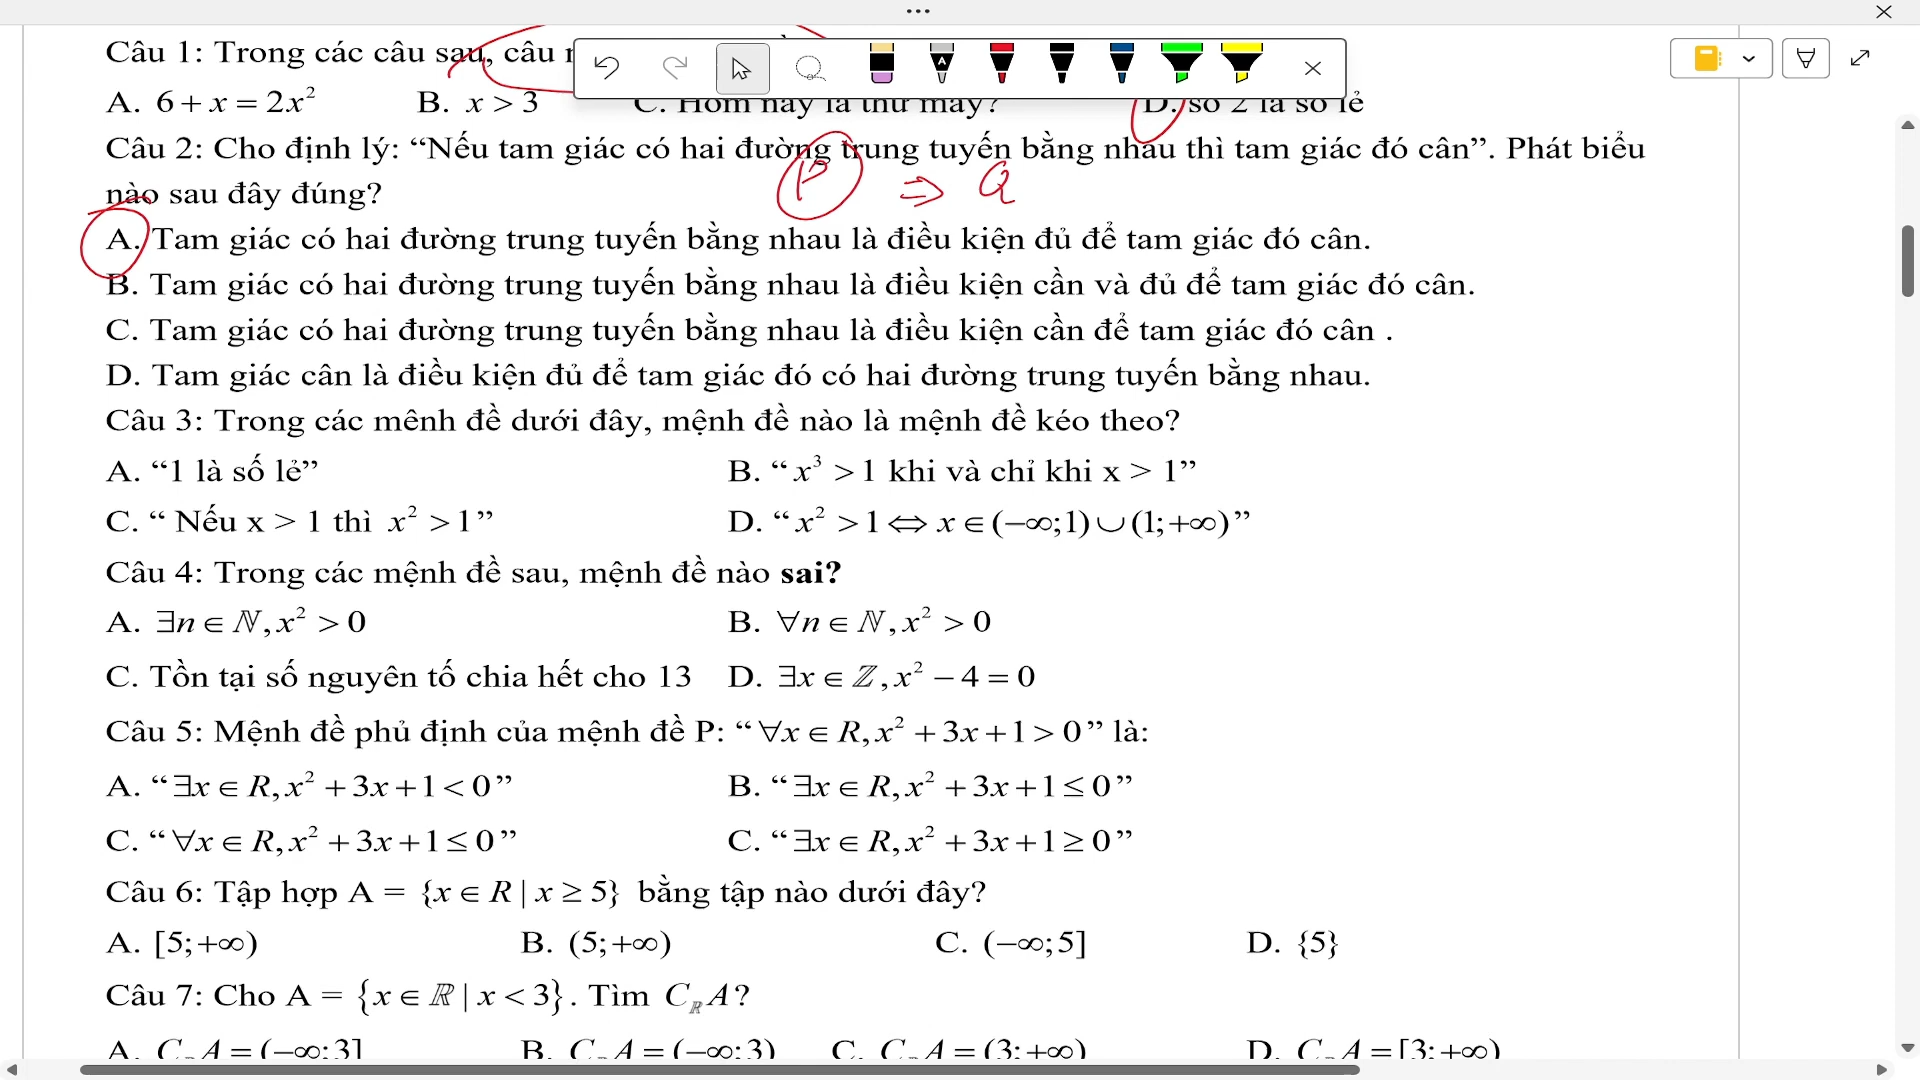 Câu 1: Trong các câu sau, câu
A. 6 + x = 2x² B. x > 3 C. Hôm nay là thứ mấy? D. số 2 là số lẻ
Câu 2: Cho định lý: “Nếu tam giác có hai đường trung tuyến bằng nhau thì tam giác đó cân”. Phát biểu
nào sau đây đúng?
P ⇒ Q
A. Tam giác có hai đường trung tuyến bằng nhau là điều kiện đủ để tam giác đó cân.
B. Tam giác có hai đường trung tuyến bằng nhau là điều kiện cần và đủ để tam giác đó cân.
C. Tam giác có hai đường trung tuyến bằng nhau là điều kiện cần để tam giác đó cân .
D. Tam giác cân là điều kiện đủ để tam giác đó có hai đường trung tuyến bằng nhau.
Câu 3: Trong các mênh đề dưới đây, mệnh đề nào là mệnh đề kéo theo?
A. “1 là số lẻ” B. “ x³ > 1 khi và chỉ khi x > 1”
C. “ Nếu x > 1 thì x² > 1 ” D. “ x² > 1 ⇔ x ∈ (−∞;1) ∪ (1;+∞) ”
Câu 4: Trong các mệnh đề sau, mệnh đề nào sai?
A. ∃n ∈ ℕ, x² > 0 B. ∀n ∈ ℕ, x² > 0
C. Tồn tại số nguyên tố chia hết cho 13 D. ∃x ∈ ℤ, x² − 4 = 0
Câu 5: Mệnh đề phủ định của mệnh đề P: “ ∀x ∈ R, x² + 3x + 1 > 0 ” là:
A. “ ∃x ∈ R, x² + 3x + 1 < 0 ” B. “ ∃x ∈ R, x² + 3x + 1 ≤ 0 ”
C. “ ∀x ∈ R, x² + 3x + 1 ≤ 0 ” C. “ ∃x ∈ R, x² + 3x + 1 ≥ 0 ”
Câu 6: Tập hợp A = {x ∈ R | x ≥ 5} bằng tập nào dưới đây?
A. [5;+∞) B. (5;+∞) C. (−∞;5] D. {5}
Câu 7: Cho A = {x ∈ ℝ | x < 3}. Tìm C_ℝ A?
A. C_ℝ A = (−∞;3] B. C_ℝ A = (−∞;3) C. C_ℝ A = (3;+∞) D. C_ℝ A = [3;+∞)